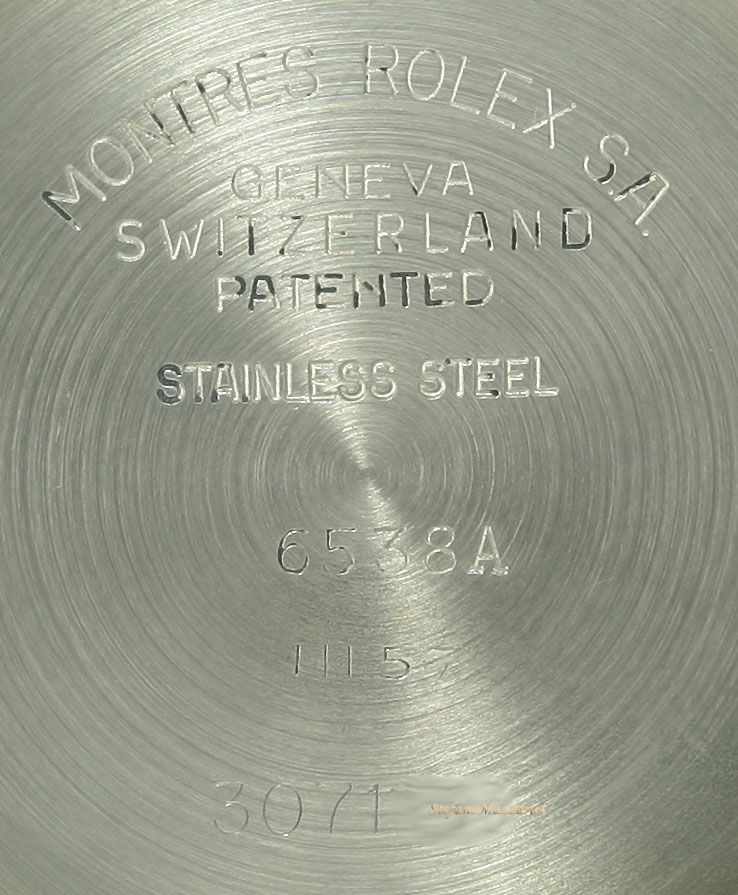 MONTRES ROLEX S.A.
GENEVA
SWITZERLAND
PATENTED
STAINLESS STEEL
6538A
III 57
3071